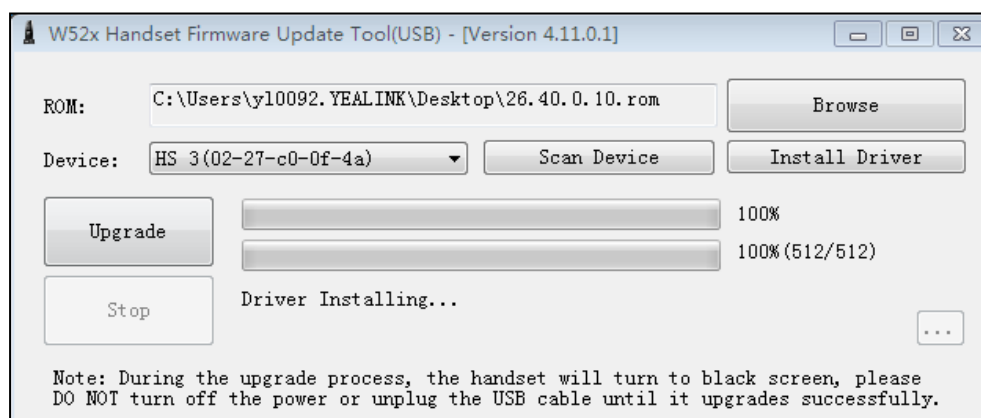 W52x Handset Firmware Update Tool(USB) - [Version 4.11.0.1]
ROM: C:\Users\yl0092.YEALINK\Desktop\26.40.0.10.rom Browse
Device: HS 3(02-27-c0-0f-4a) Scan Device Install Driver
Upgrade 100%
100%(512/512)
Stop Driver Installing...
...
Note: During the upgrade process, the handset will turn to black screen, please
DO NOT turn off the power or unplug the USB cable until it upgrades successfully.